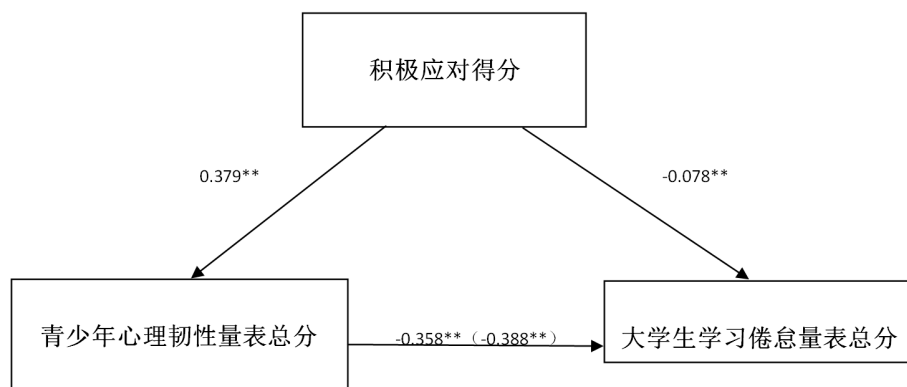 积极应对得分
0.379**
-0.078**
青少年心理韧性量表总分
-0.358**（-0.388**）
大学生学习倦怠量表总分